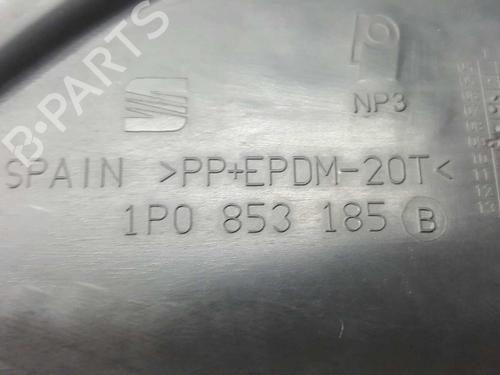 B-PARTS
NP3
SPAIN >PP+EPDM-20T<
1P0 853 185 B